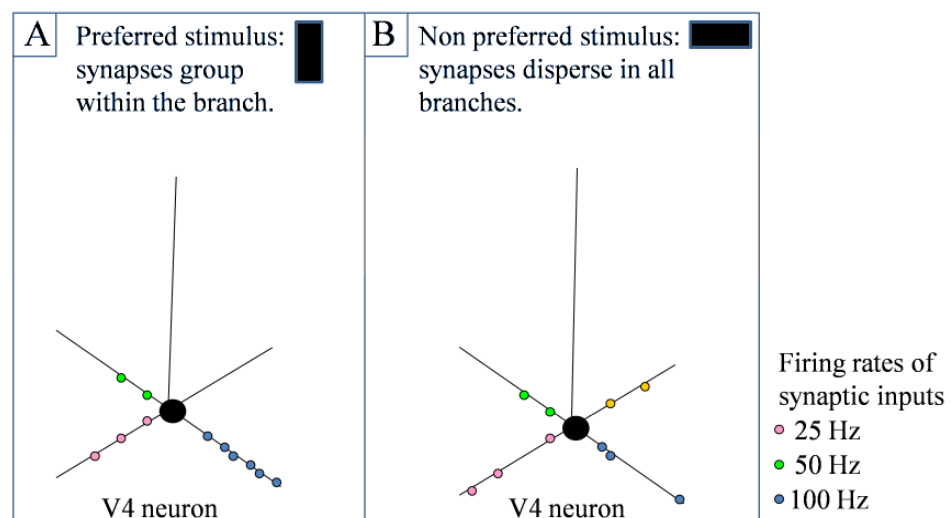 A
Preferred stimulus:
synapses group
within the branch.
B
Non preferred stimulus:
synapses disperse in all
branches.
V4 neuron
V4 neuron
Firing rates of
synaptic inputs
25 Hz
50 Hz
100 Hz